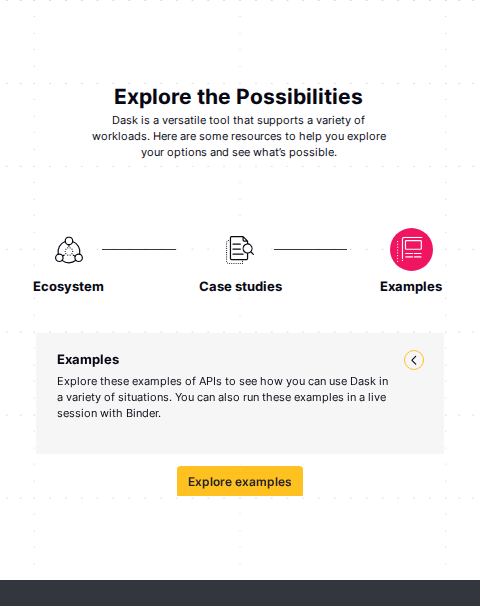 Explore the Possibilities
Dask is a versatile tool that supports a variety of
workloads. Here are some resources to help you explore
your options and see what’s possible.
Ecosystem
Case studies
Examples
Examples
Explore these examples of APIs to see how you can use Dask in
a variety of situations. You can also run these examples in a live
session with Binder.
Explore examples